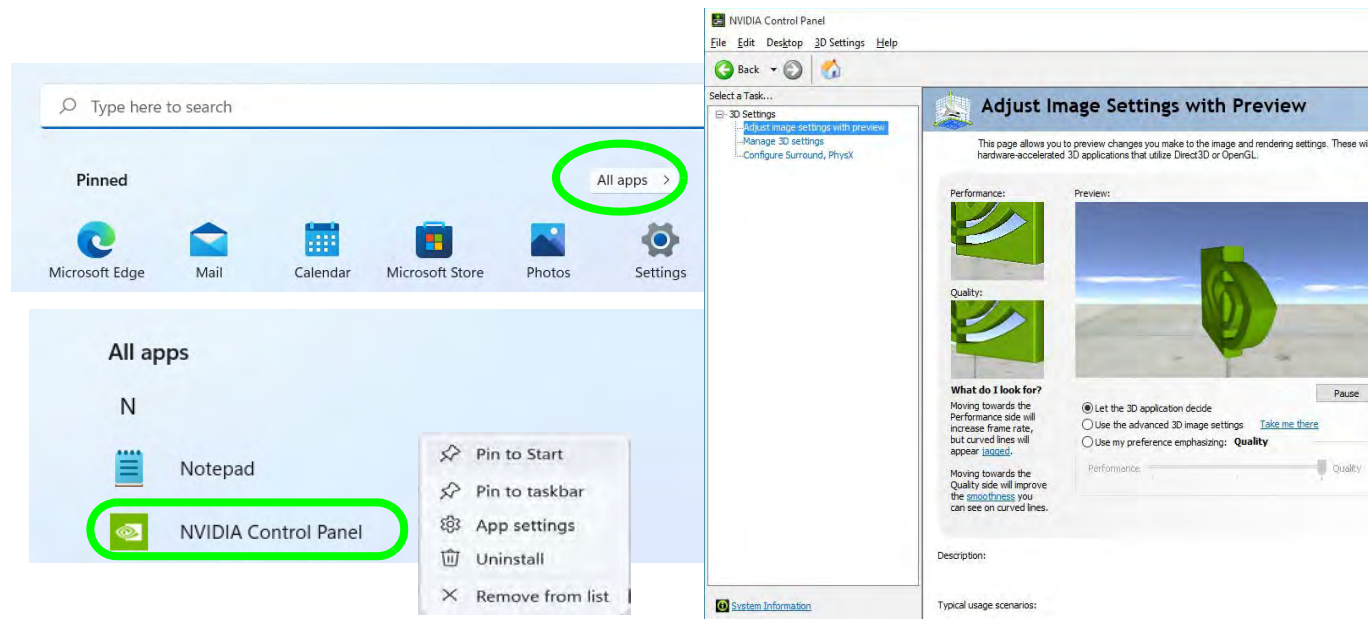 Type here to search
Pinned
All apps
Microsoft Edge
Mail
Calendar
Microsoft Store
Photos
Settings
All apps
N
Notepad
NVIDIA Control Panel
Pin to Start
Pin to taskbar
App settings
Uninstall
Remove from list
NVIDIA Control Panel
File Edit Desktop 3D Settings Help
Back
Select a Task...
3D Settings
Adjust image settings with preview
Manage 3D settings
Configure Surround, PhysX
System Information
Adjust Image Settings with Preview
This page allows you to preview changes you make to the image and rendering settings. These wi
hardware-accelerated 3D applications that utilize Direct3D or OpenGL.
Performance:
Quality:
What do I look for?
Moving towards the
Performance side will
increase frame rate,
but curved lines will
appear jagged.
Moving towards the
Quality side will improve
the smoothness you
can see on curved lines.
Preview:
Pause
Let the 3D application decide
Use the advanced 3D image settings Take me there
Use my preference emphasizing: Quality
Performance Quality
Description:
Typical usage scenarios: